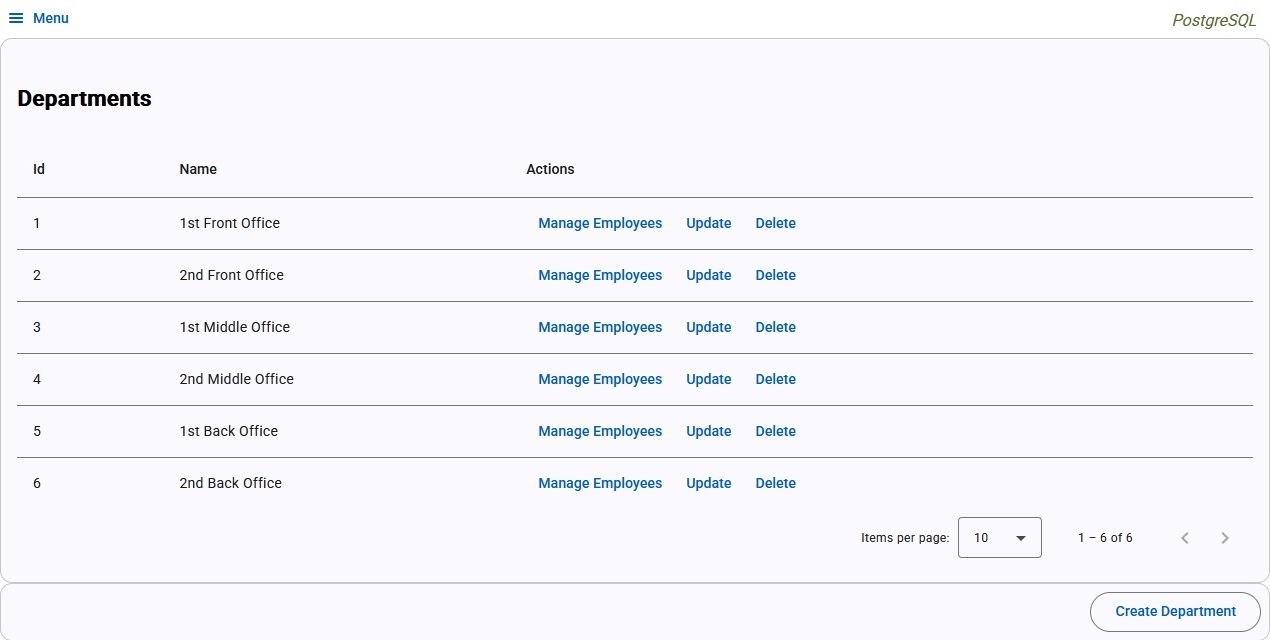 Menu
PostgreSQL
Departments
Id Name Actions
1 1st Front Office Manage Employees Update Delete
2 2nd Front Office Manage Employees Update Delete
3 1st Middle Office Manage Employees Update Delete
4 2nd Middle Office Manage Employees Update Delete
5 1st Back Office Manage Employees Update Delete
6 2nd Back Office Manage Employees Update Delete
Items per page: 10 1 – 6 of 6
Create Department